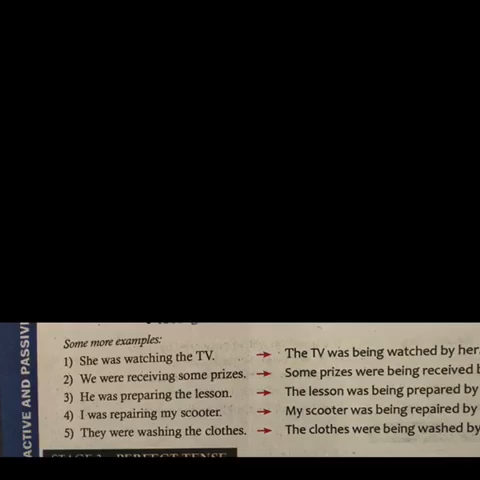 ACTIVE AND PASSIV
Some more examples:
1) She was watching the TV. → The TV was being watched by her.
2) We were receiving some prizes. → Some prizes were being received
3) He was preparing the lesson. → The lesson was being prepared by
4) I was repairing my scooter. → My scooter was being repaired by
5) They were washing the clothes. → The clothes were being washed by